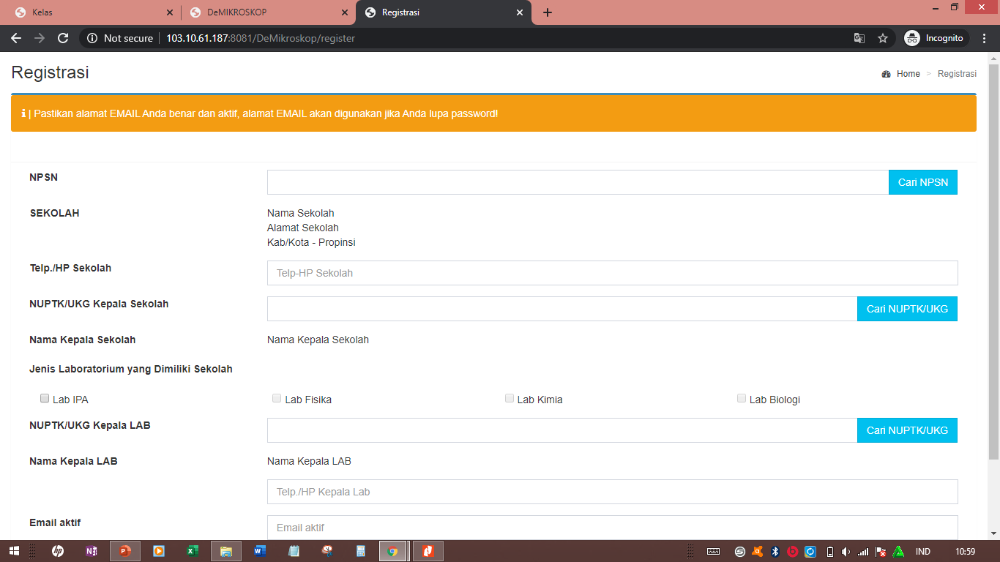 Kelas
DeMIKROSKOP
Registrasi
Not secure
103.10.61.187:8081/DeMikroskop/register
Incognito
Registrasi
Home > Registrasi
| Pastikan alamat EMAIL Anda benar dan aktif, alamat EMAIL akan digunakan jika Anda lupa password!
NPSN
Cari NPSN
SEKOLAH
Nama Sekolah
Alamat Sekolah
Kab/Kota - Propinsi
Telp./HP Sekolah
Telp-HP Sekolah
NUPTK/UKG Kepala Sekolah
Cari NUPTK/UKG
Nama Kepala Sekolah
Nama Kepala Sekolah
Jenis Laboratorium yang Dimiliki Sekolah
Lab IPA
Lab Fisika
Lab Kimia
Lab Biologi
NUPTK/UKG Kepala LAB
Cari NUPTK/UKG
Nama Kepala LAB
Nama Kepala LAB
Telp./HP Kepala Lab
Email aktif
Email aktif
IND
10:59